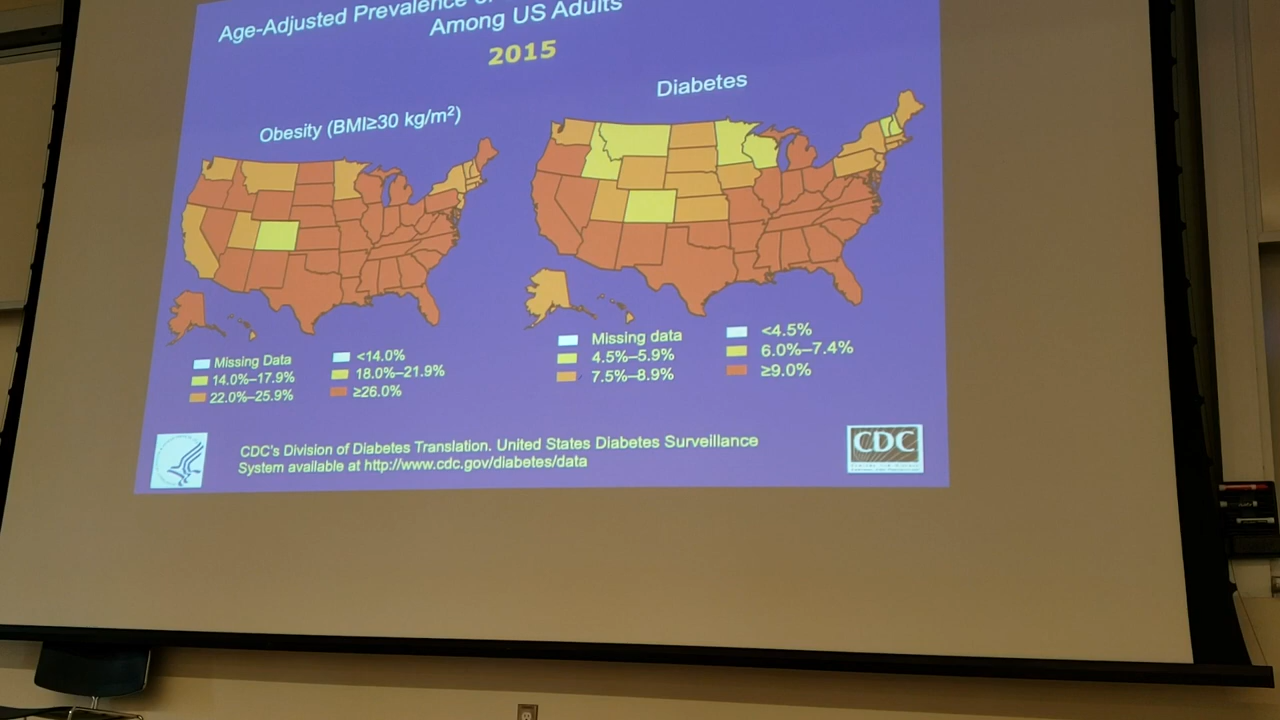 Age-Adjusted Prevalence
Among US Adults
2015
Obesity (BMI≥30 kg/m²)
Diabetes
Missing Data
<14.0%
14.0%–17.9%
18.0%–21.9%
22.0%–25.9%
≥26.0%
Missing data
<4.5%
4.5%–5.9%
6.0%–7.4%
7.5%–8.9%
≥9.0%
CDC's Division of Diabetes Translation. United States Diabetes Surveillance
System available at http://www.cdc.gov/diabetes/data
CDC